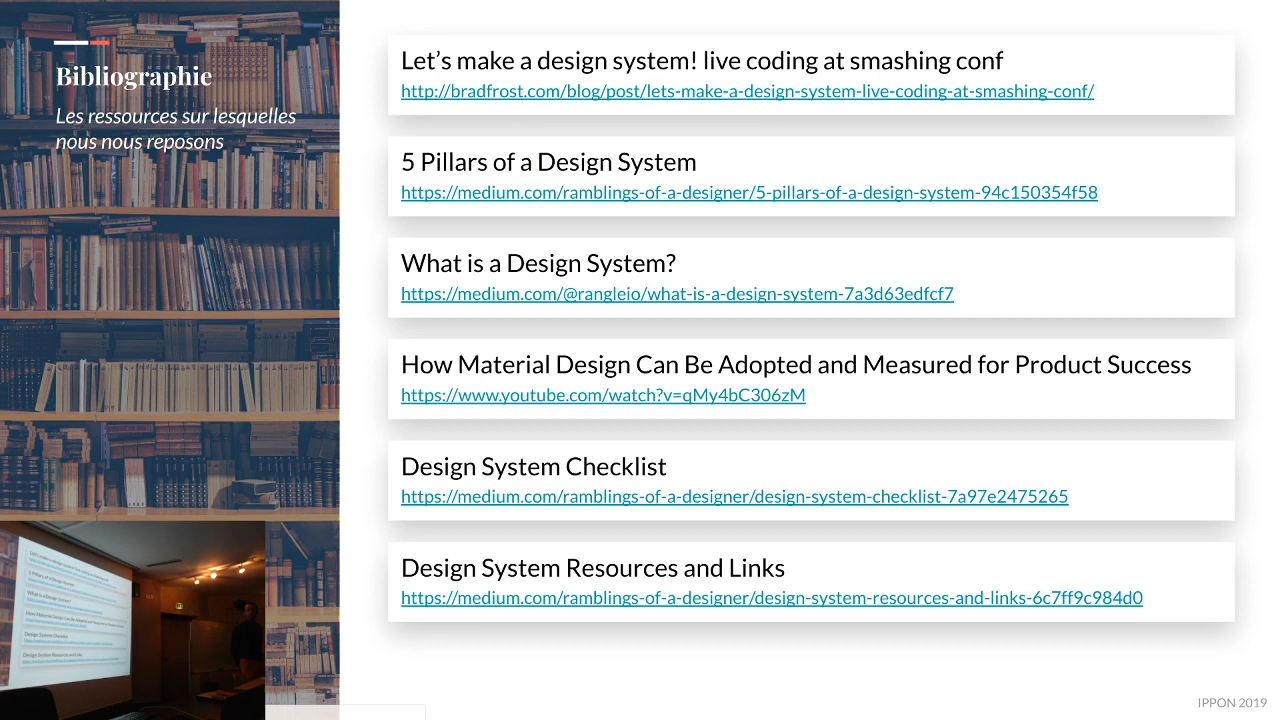 Bibliographie
Les ressources sur lesquelles
nous nous reposons
Let’s make a design system! live coding at smashing conf
http://bradfrost.com/blog/post/lets-make-a-design-system-live-coding-at-smashing-conf/
5 Pillars of a Design System
https://medium.com/ramblings-of-a-designer/5-pillars-of-a-design-system-94c150354f58
What is a Design System?
https://medium.com/@rangleio/what-is-a-design-system-7a3d63edfcf7
How Material Design Can Be Adopted and Measured for Product Success
https://www.youtube.com/watch?v=qMy4bC306zM
Design System Checklist
https://medium.com/ramblings-of-a-designer/design-system-checklist-7a97e2475265
Design System Resources and Links
https://medium.com/ramblings-of-a-designer/design-system-resources-and-links-6c7ff9c984d0
IPPON 2019